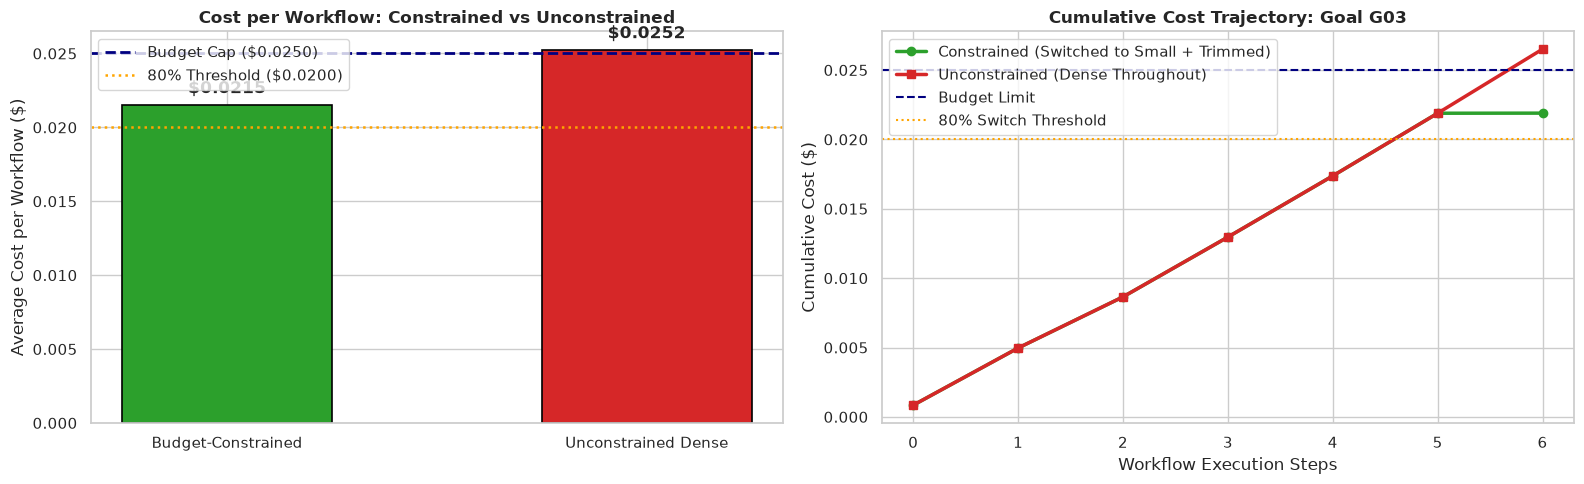 Cost per Workflow: Constrained vs Unconstrained
Average Cost per Workflow ($)
0.025
0.020
0.015
0.010
0.005
0.000
Budget Cap ($0.0250)
80% Threshold ($0.0200)
$0.0215
$0.0252
Budget-Constrained
Unconstrained Dense
Cumulative Cost Trajectory: Goal G03
Cumulative Cost ($)
0.025
0.020
0.015
0.010
0.005
0.000
Constrained (Switched to Small + Trimmed)
Unconstrained (Dense Throughout)
Budget Limit
80% Switch Threshold
0 1 2 3 4 5 6
Workflow Execution Steps